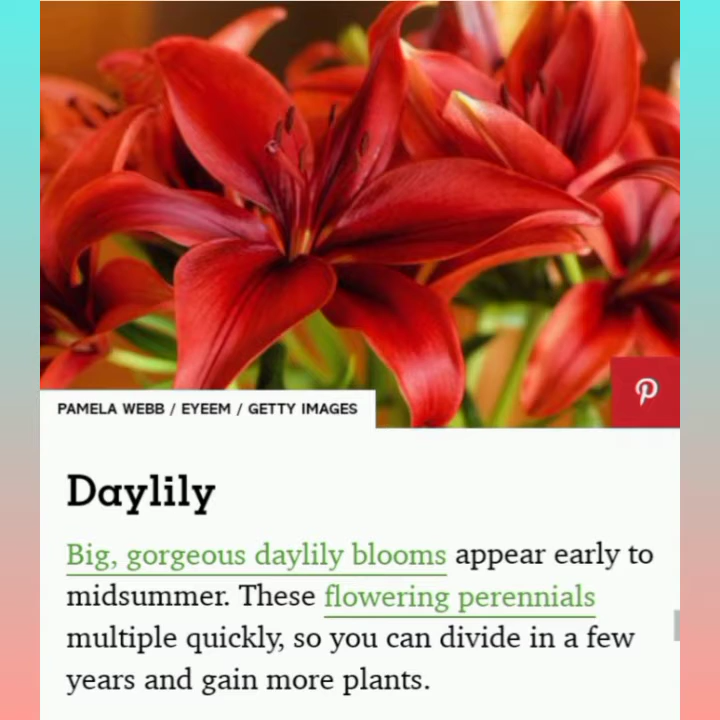 PAMELA WEBB / EYEEM / GETTY IMAGES
Daylily
Big, gorgeous daylily blooms appear early to
midsummer. These flowering perennials
multiple quickly, so you can divide in a few
years and gain more plants.